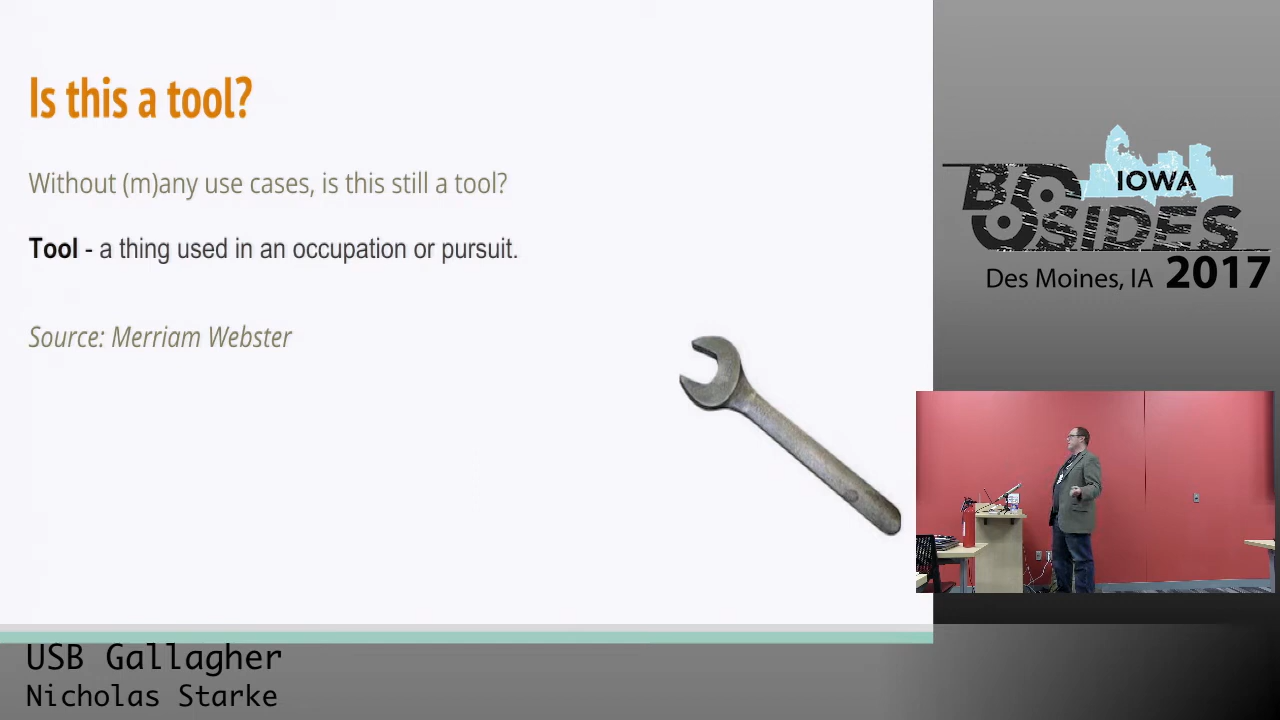 Is this a tool?
Without (m)any use cases, is this still a tool?
Tool - a thing used in an occupation or pursuit.
Source: Merriam Webster
BSIDES
IOWA
Des Moines, IA 2017
USB Gallagher
Nicholas Starke